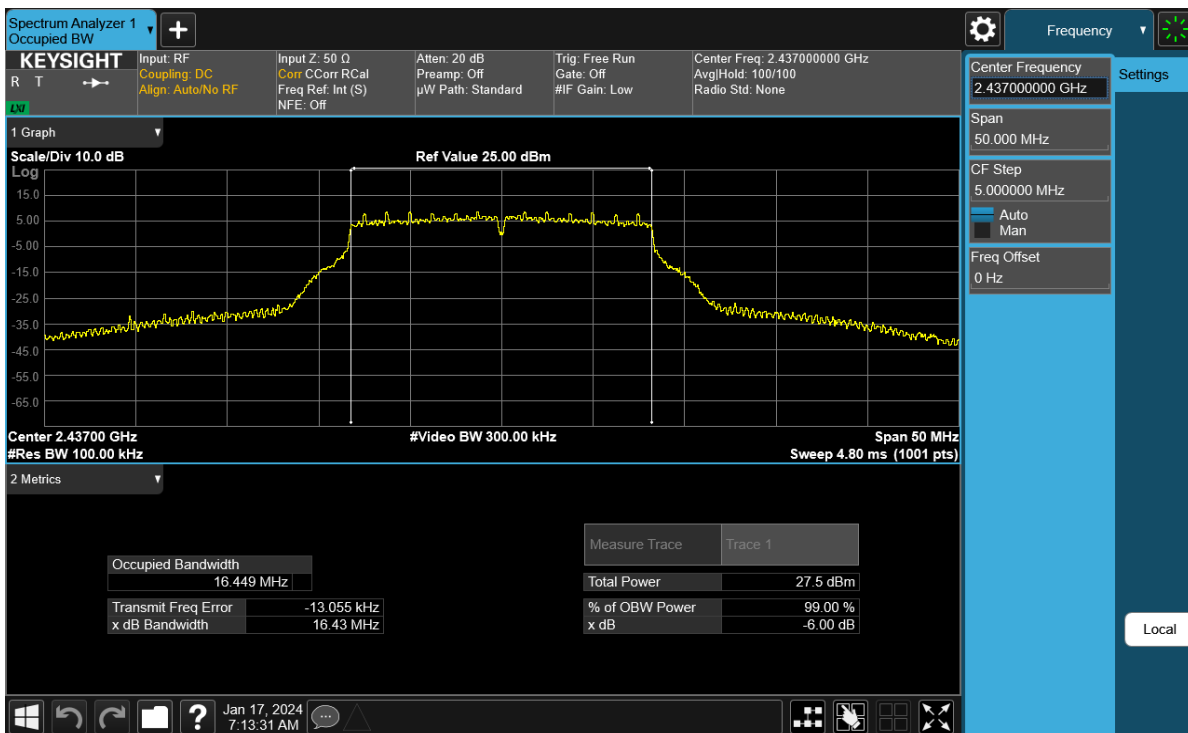 Spectrum Analyzer 1
Occupied BW
Frequency
KEYSIGHT
R T
LXI
Input: RF
Coupling: DC
Align: Auto/No RF
Input Z: 50 Ω
Corr CCorr RCal
Freq Ref: Int (S)
NFE: Off
Atten: 20 dB
Preamp: Off
µW Path: Standard
Trig: Free Run
Gate: Off
#IF Gain: Low
Center Freq: 2.437000000 GHz
Avg|Hold: 100/100
Radio Std: None
Center Frequency
2.437000000 GHz
Settings
Span
50.000 MHz
CF Step
5.000000 MHz
Auto
Man
Freq Offset
0 Hz
1 Graph
Scale/Div 10.0 dB
Ref Value 25.00 dBm
Log
15.0
5.00
-5.00
-15.0
-25.0
-35.0
-45.0
-55.0
-65.0
Center 2.43700 GHz
#Video BW 300.00 kHz
Span 50 MHz
#Res BW 100.00 kHz
Sweep 4.80 ms (1001 pts)
2 Metrics
Measure Trace Trace 1
Occupied Bandwidth
16.449 MHz
Total Power 27.5 dBm
Transmit Freq Error -13.055 kHz
% of OBW Power 99.00 %
x dB Bandwidth 16.43 MHz
x dB -6.00 dB
Local
Jan 17, 2024
7:13:31 AM